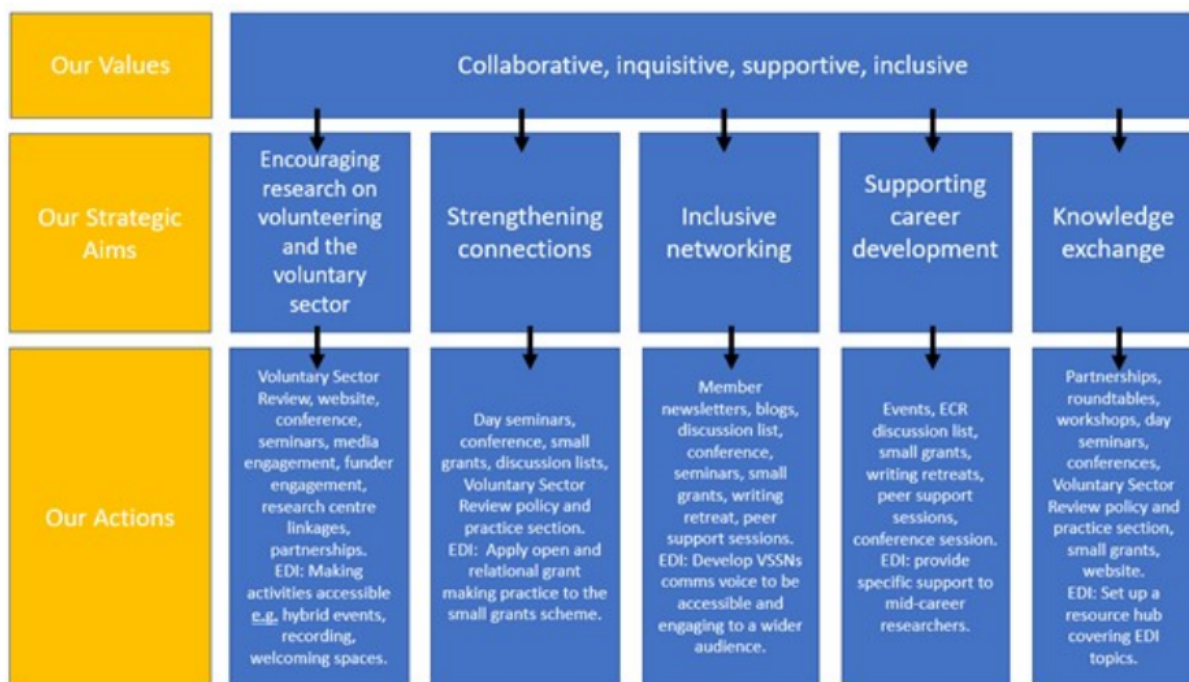 Our Values
Collaborative, inquisitive, supportive, inclusive
Our Strategic
Aims
Encouraging
research on
volunteering
and the
voluntary
sector
Strengthening
connections
Inclusive
networking
Supporting
career
development
Knowledge
exchange
Our Actions
Voluntary Sector
Review, website,
conference,
seminars, media
engagement, funder
engagement,
research centre
linkages,
partnerships.
EDI: Making
activities accessible
e.g. hybrid events,
recording,
welcoming spaces.
Day seminars,
conference, small
grants, discussion lists,
Voluntary Sector
Review policy and
practice section.
EDI: Apply open and
relational grant
making practice to the
small grants scheme.
Member
newsletters, blogs,
discussion list,
conference,
seminars, small
grants, writing
retreat, peer
support sessions.
EDI: Develop VSSNs
comms voice to be
accessible and
engaging to a wider
audience.
Events, ECR
discussion list,
small grants,
writing retreats,
peer support
sessions,
conference session.
EDI: provide
specific support to
mid-career
researchers.
Partnerships,
roundtables,
workshops, day
seminars,
conferences,
Voluntary Sector
Review policy and
practice section,
small grants,
website.
EDI: Set up a
resource hub
covering EDI
topics.